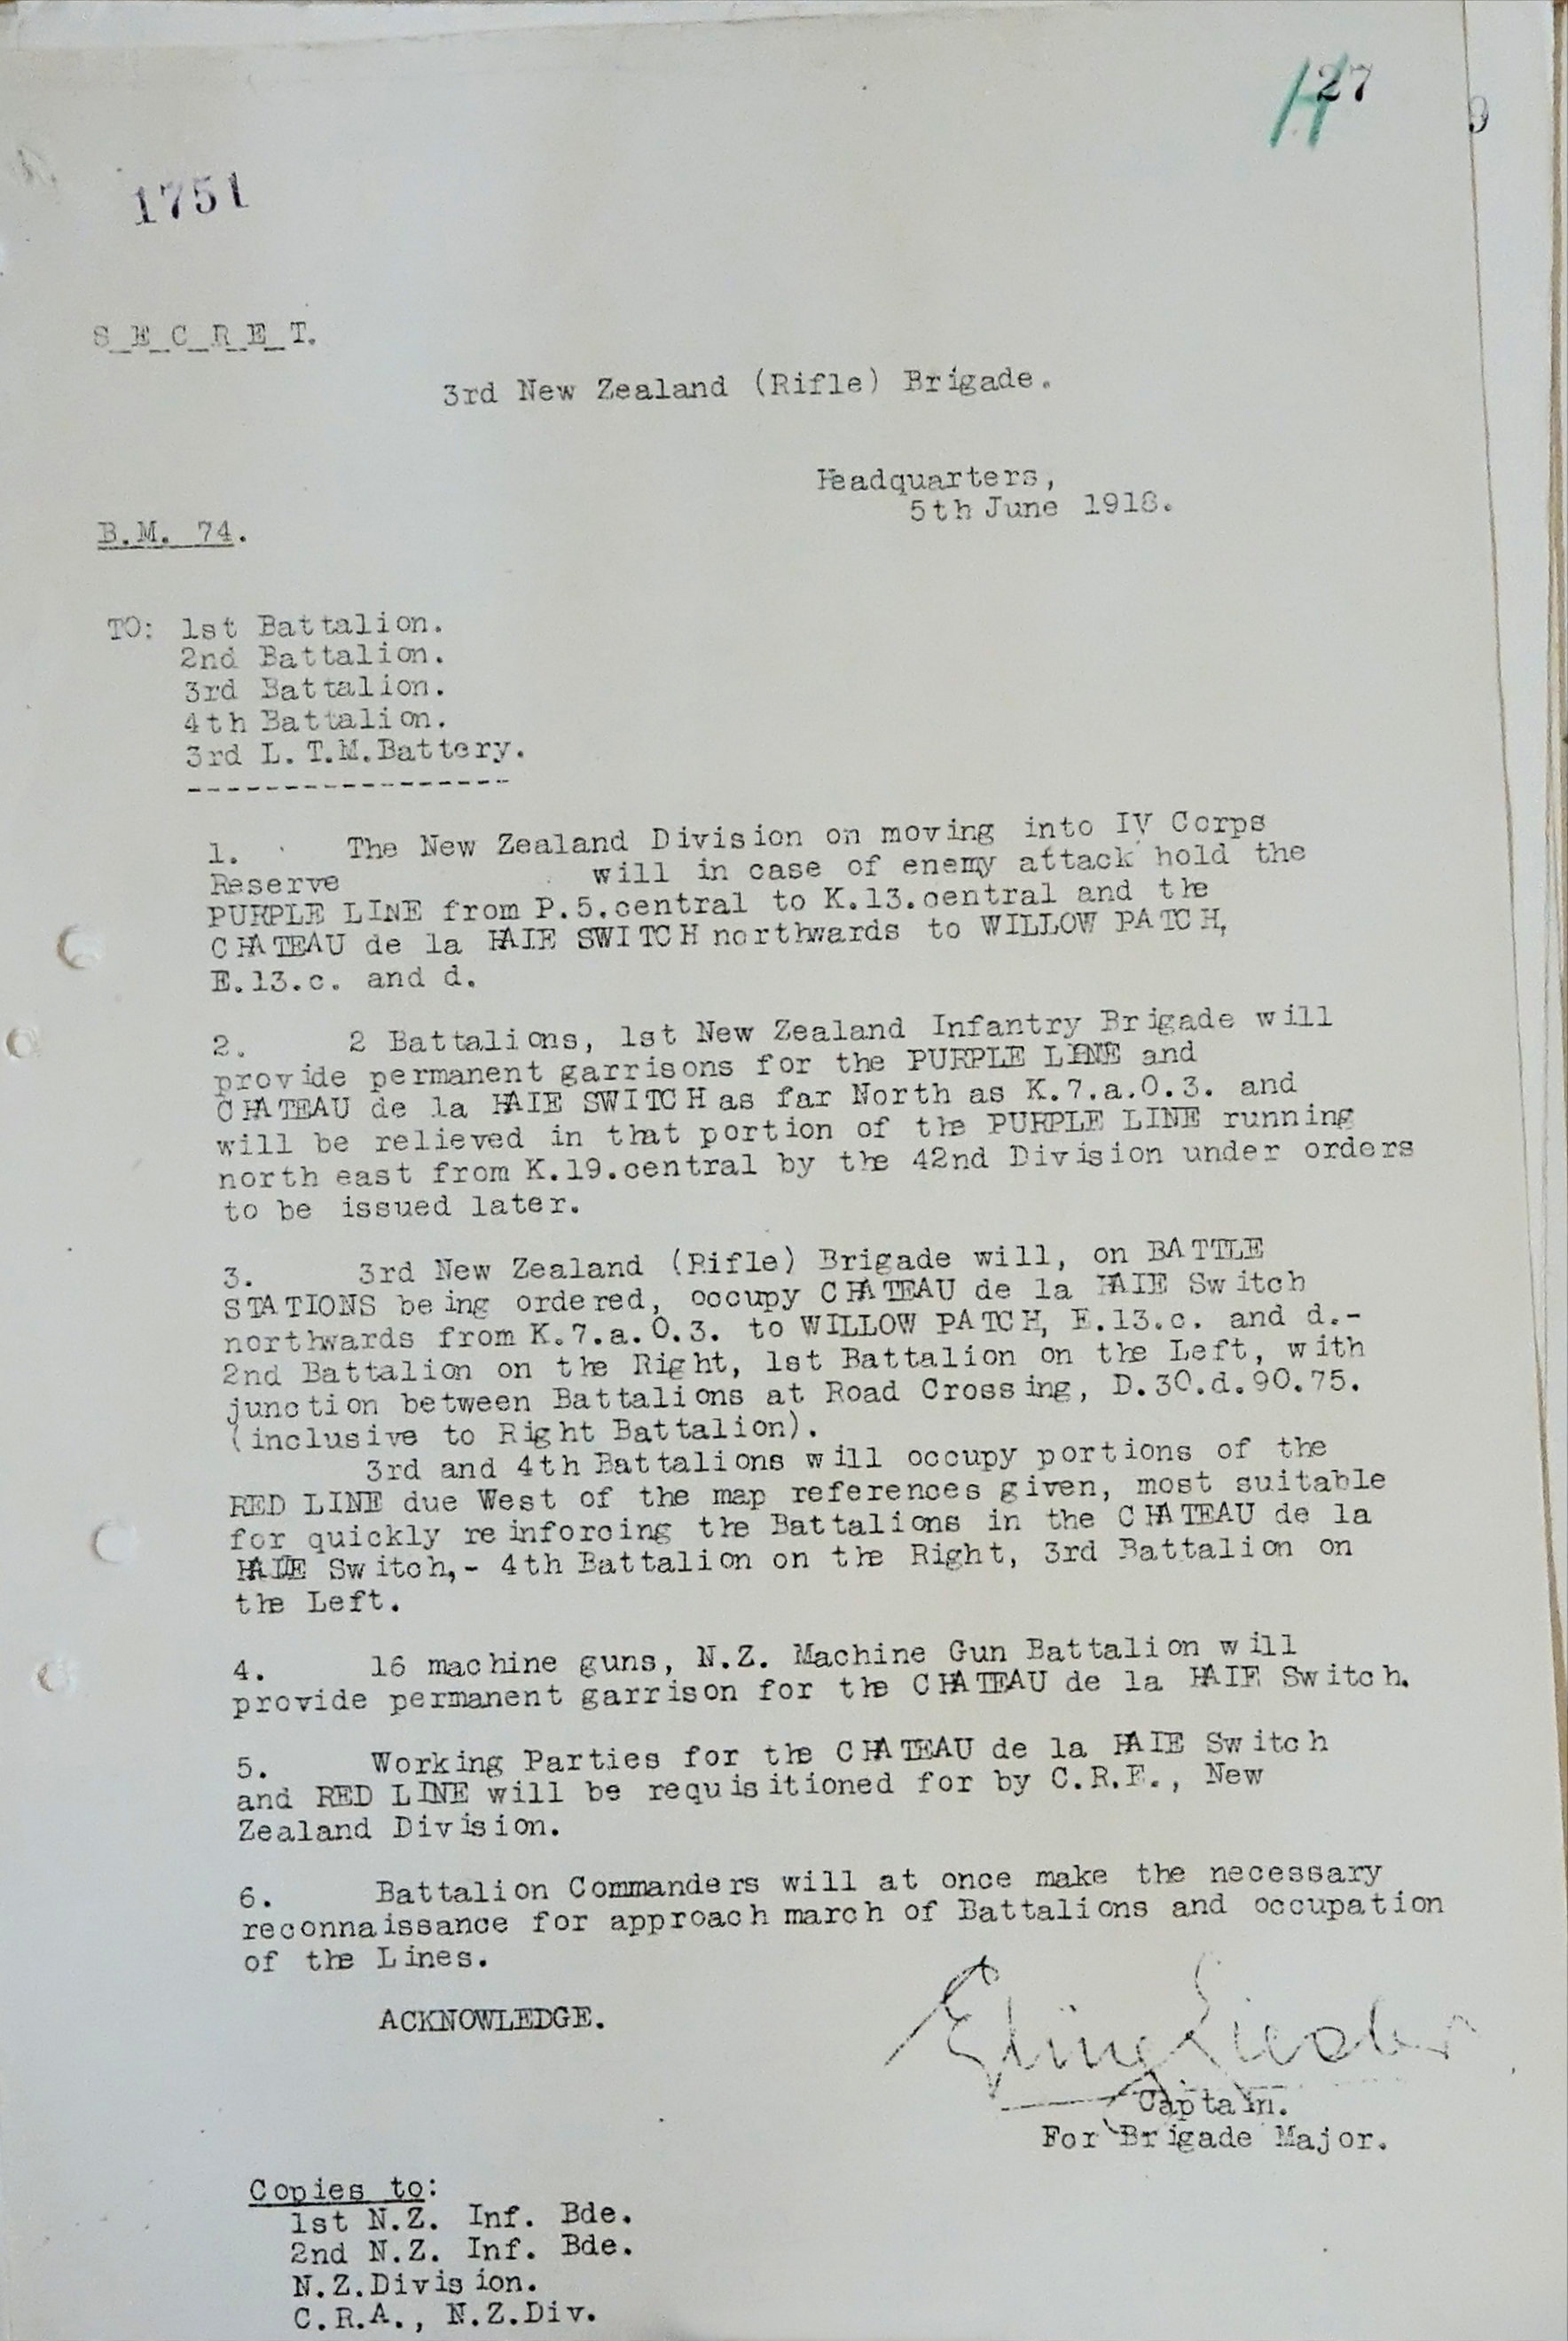 H27
9
1751
S_E_C_R_E_T.
3rd New Zealand (Rifle) Brigade.
Headquarters,
5th June 1918.
B.M. 74.
TO: 1st Battalion.
2nd Battalion.
3rd Battalion.
4th Battalion.
3rd L.T.M.Battery.
-----------------
1. The New Zealand Division on moving into IV Corps
Reserve will in case of enemy attack hold the
PURPLE LINE from P.5.central to K.13.central and the
CHATEAU de la HAIE SWITCH northwards to WILLOW PATCH,
E.13.c. and d.
2. 2 Battalions, 1st New Zealand Infantry Brigade will
provide permanent garrisons for the PURPLE LINE and
CHATEAU de la HAIE SWITCH as far North as K.7.a.0.3. and
will be relieved in that portion of the PURPLE LINE running
north east from K.19.central by the 42nd Division under orders
to be issued later.
3. 3rd New Zealand (Rifle) Brigade will, on BATTLE
STATIONS being ordered, occupy CHATEAU de la HAIE Switch
northwards from K.7.a.0.3. to WILLOW PATCH, E.13.c. and d.-
2nd Battalion on the Right, 1st Battalion on the Left, with
junction between Battalions at Road Crossing, D.30.d.90.75.
(inclusive to Right Battalion).
3rd and 4th Battalions will occupy portions of the
RED LINE due West of the map references given, most suitable
for quickly reinforcing the Battalions in the CHATEAU de la
HAIE Switch,- 4th Battalion on the Right, 3rd Battalion on
the Left.
4. 16 machine guns, N.Z. Machine Gun Battalion will
provide permanent garrison for the CHATEAU de la HAIE Switch.
5. Working Parties for the CHATEAU de la HAIE Switch
and RED LINE will be requisitioned for by C.R.E., New
Zealand Division.
6. Battalion Commanders will at once make the necessary
reconnaissance for approach march of Battalions and occupation
of the Lines.
ACKNOWLEDGE.
Captain.
For Brigade Major.
Copies to:
1st N.Z. Inf. Bde.
2nd N.Z. Inf. Bde.
N.Z.Division.
C.R.A., N.Z.Div.